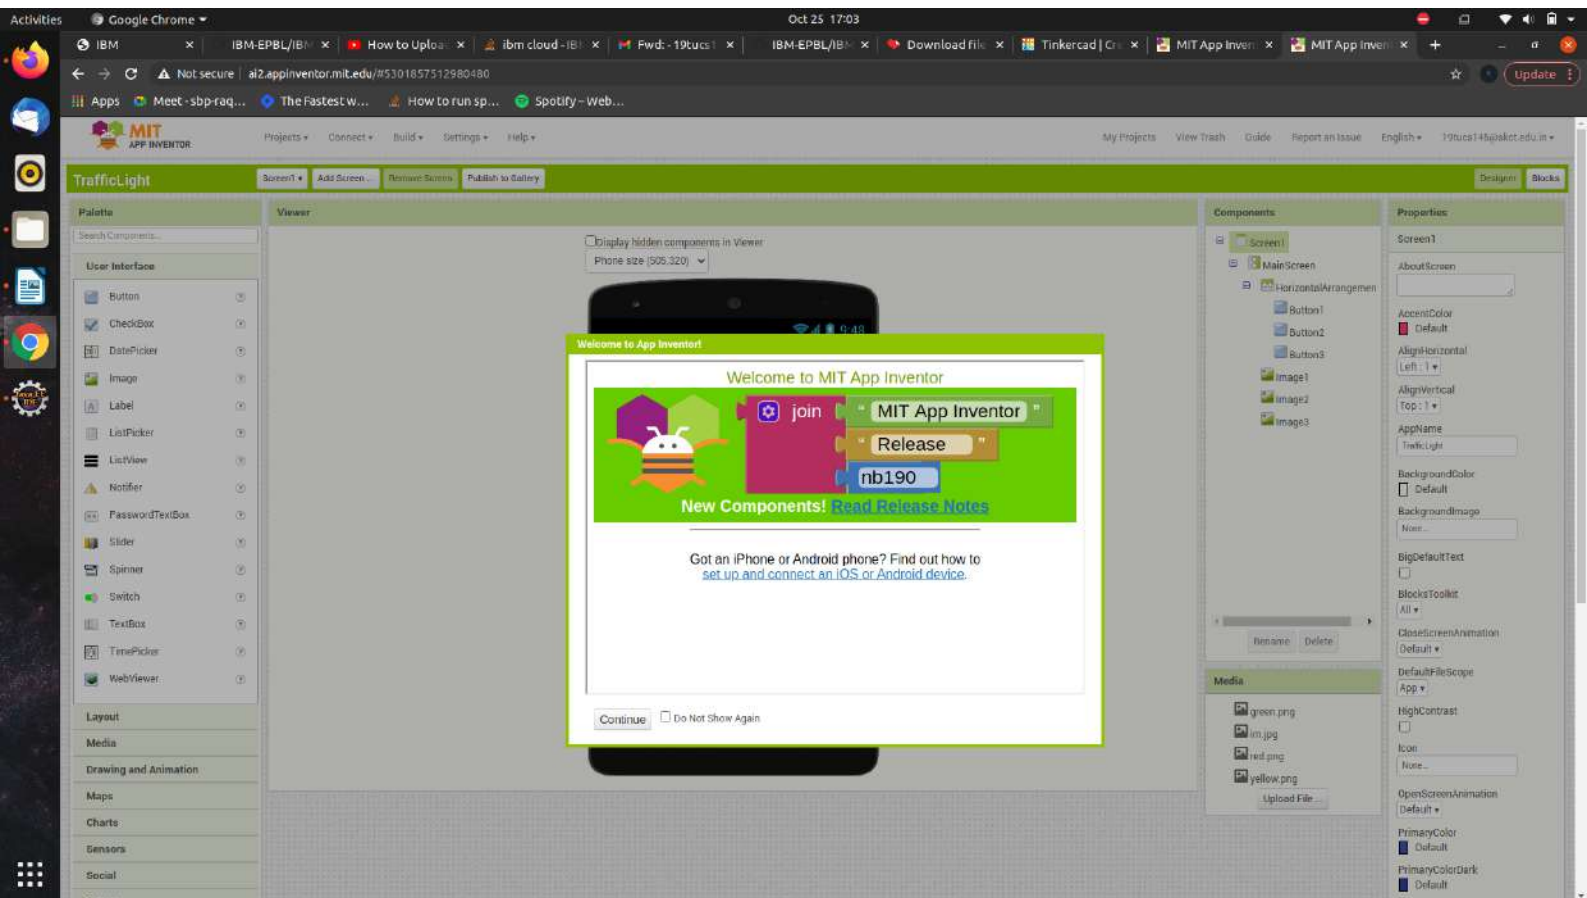 Activities
Google Chrome
Oct 25 17:03
IBM
IBM-EPBL/IBM
How to Uploa
ibm cloud - IB
Fwd: - 19tucs1
IBM-EPBL/IBM
Download file
Tinkercad | Cr
MIT App Inven
MIT App Inven
Not secure
ai2.appinventor.mit.edu/#5301857512980480
Update
Apps
Meet - sbp-raq...
The Fastest w...
How to run sp...
Spotify – Web...
MIT
APP INVENTOR
Projects
Connect
Build
Settings
Help
My Projects
View Trash
Guide
Report an Issue
English
TrafficLight
Screen1
Add Screen ...
Remove Screen
Publish to Gallery
Designer
Blocks
Palette
Search Components...
User Interface
Button
CheckBox
DatePicker
Image
Label
ListPicker
ListView
Notifier
PasswordTextBox
Slider
Spinner
Switch
TextBox
TimePicker
WebViewer
Layout
Media
Drawing and Animation
Maps
Charts
Sensors
Social
Viewer
Display hidden components in Viewer
Phone size (505,320)
9:48
Welcome to App Inventor!
Welcome to MIT App Inventor
join
" MIT App Inventor "
" Release "
nb190
New Components! Read Release Notes
Got an iPhone or Android phone? Find out how to
set up and connect an iOS or Android device.
Continue
Do Not Show Again
Components
Screen1
MainScreen
HorizontalArrangemen
Button1
Button2
Button3
Image1
Image2
Image3
Rename
Delete
Media
green.png
im.jpg
red.png
yellow.png
Upload File ...
Properties
Screen1
AboutScreen
AccentColor
Default
AlignHorizontal
Left : 1
AlignVertical
Top : 1
AppName
TrafficLight
BackgroundColor
Default
BackgroundImage
None...
BigDefaultText
BlocksToolkit
All
CloseScreenAnimation
Default
DefaultFileScope
App
HighContrast
Icon
None...
OpenScreenAnimation
Default
PrimaryColor
Default
PrimaryColorDark
Default